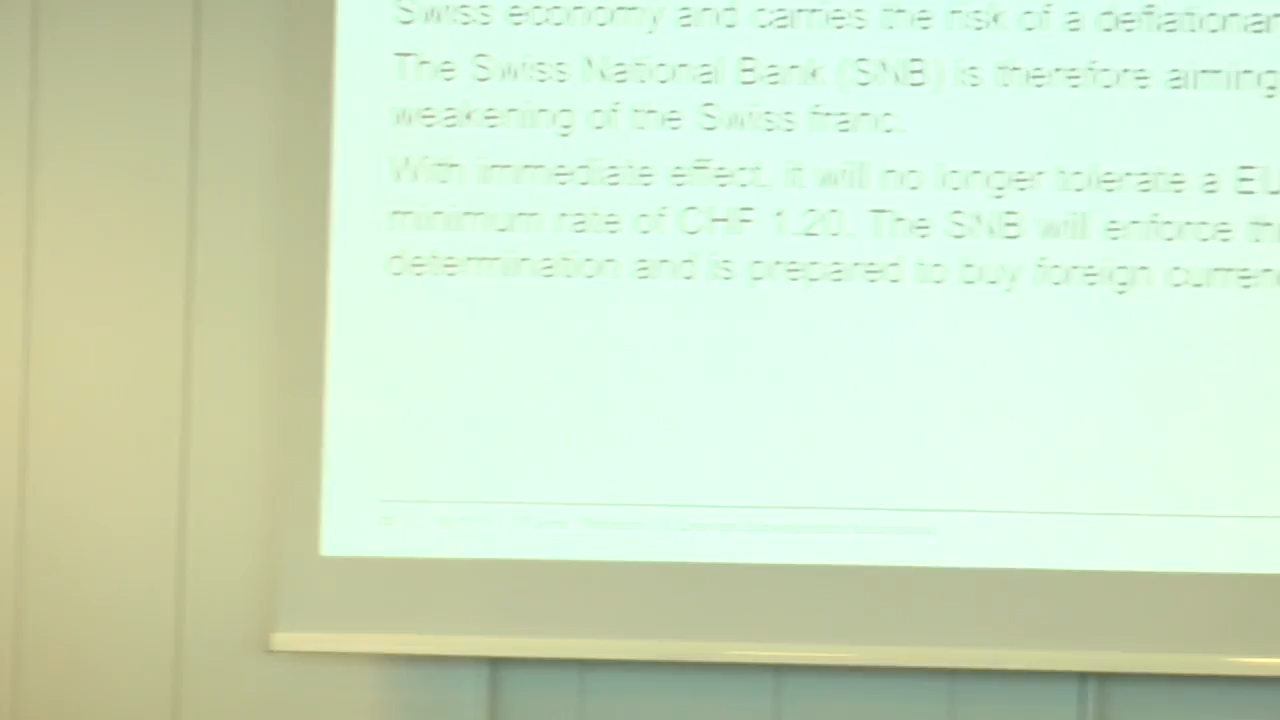 Swiss economy and carries the risk of a deflationar
The Swiss National Bank (SNB) is therefore aiming
weakening of the Swiss franc.
With immediate effect, it will no longer tolerate a EU
minimum rate of CHF 1.20. The SNB will enforce th
determination and is prepared to buy foreign curren